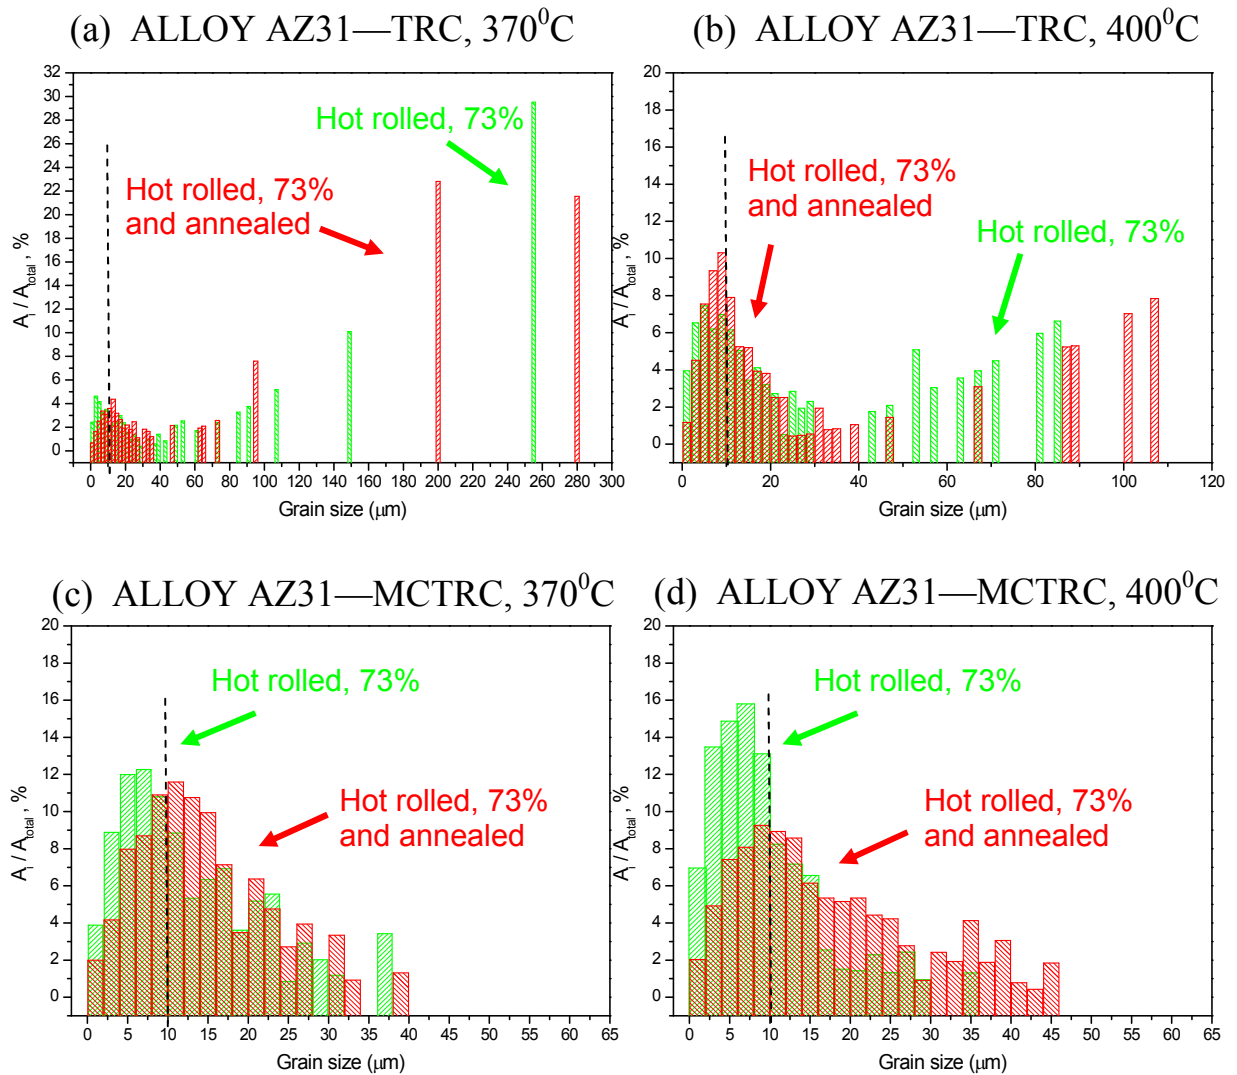 (a) ALLOY AZ31—TRC, 370⁰C
32
30
28
26
24
22
20
18
16
14
12
10
8
6
4
2
0
Aᵢ / A_total, %
Hot rolled, 73%
Hot rolled, 73%
and annealed
0 20 40 60 80 100 120 140 160 180 200 220 240 260 280 300
Grain size (μm)
(b) ALLOY AZ31—TRC, 400⁰C
20
18
16
14
12
10
8
6
4
2
0
Aᵢ / A_total, %
Hot rolled, 73%
and annealed
Hot rolled, 73%
0 20 40 60 80 100 120
Grain size (μm)
(c) ALLOY AZ31—MCTRC, 370⁰C
20
18
16
14
12
10
8
6
4
2
0
Aᵢ / A_total, %
Hot rolled, 73%
Hot rolled, 73%
and annealed
0 5 10 15 20 25 30 35 40 45 50 55 60 65
Grain size (μm)
(d) ALLOY AZ31—MCTRC, 400⁰C
20
18
16
14
12
10
8
6
4
2
0
Aᵢ / A_total, %
Hot rolled, 73%
Hot rolled, 73%
and annealed
0 5 10 15 20 25 30 35 40 45 50 55 60 65
Grain size (μm)